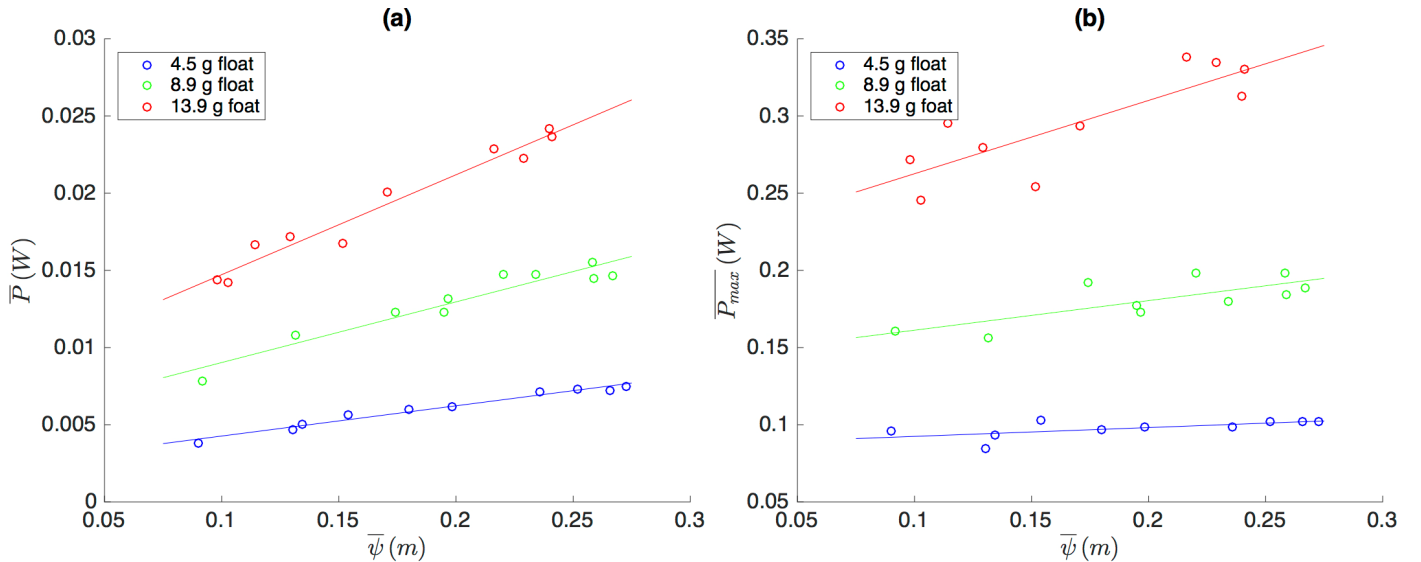 (a)
0.03
0.025
0.02
0.015
0.01
0.005
0
P̅ (W)
4.5 g float
8.9 g float
13.9 g foat
0.05 0.1 0.15 0.2 0.25 0.3
ψ̅ (m)
(b)
0.35
0.3
0.25
0.2
0.15
0.1
0.05
P̅m̅a̅x̅ (W)
4.5 g float
8.9 g float
13.9 g foat
0.05 0.1 0.15 0.2 0.25 0.3
ψ̅ (m)